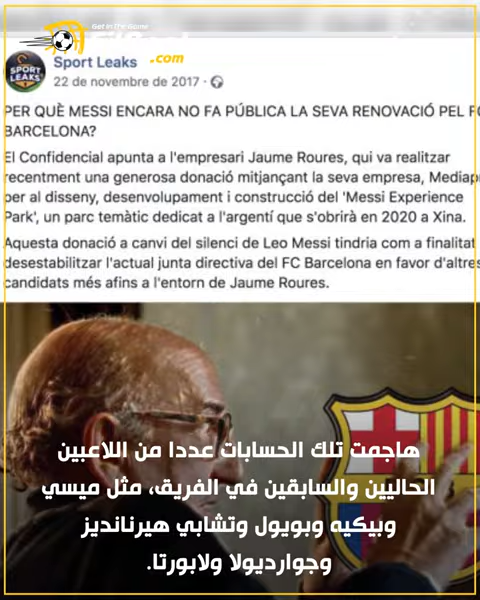 Get In The Game
.com
Sport Leaks
SPORT
LEAKS
22 de novembre de 2017 ·
PER QUÈ MESSI ENCARA NO FA PÚBLICA LA SEVA RENOVACIÓ PEL FC
BARCELONA?
El Confidencial apunta a l'empresari Jaume Roures, qui va realitzar
recentment una generosa donació mitjançant la seva empresa, Mediapr
per al disseny, desenvolupament i construcció del 'Messi Experience
Park', un parc temàtic dedicat a l'argentí que s'obrirà en 2020 a Xina.
Aquesta donació a canvi del silenci de Leo Messi tindria com a finalitat
desestabilitzar l'actual junta directiva del FC Barcelona en favor d'altres
candidats més afins a l'entorn de Jaume Roures.
هاجمت تلك الحسابات عددا من اللاعبين
الحاليين والسابقين في الفريق، مثل ميسي
وبيكيه وبويول وتشابي هيرنانديز
وجوارديولا ولابورتا.